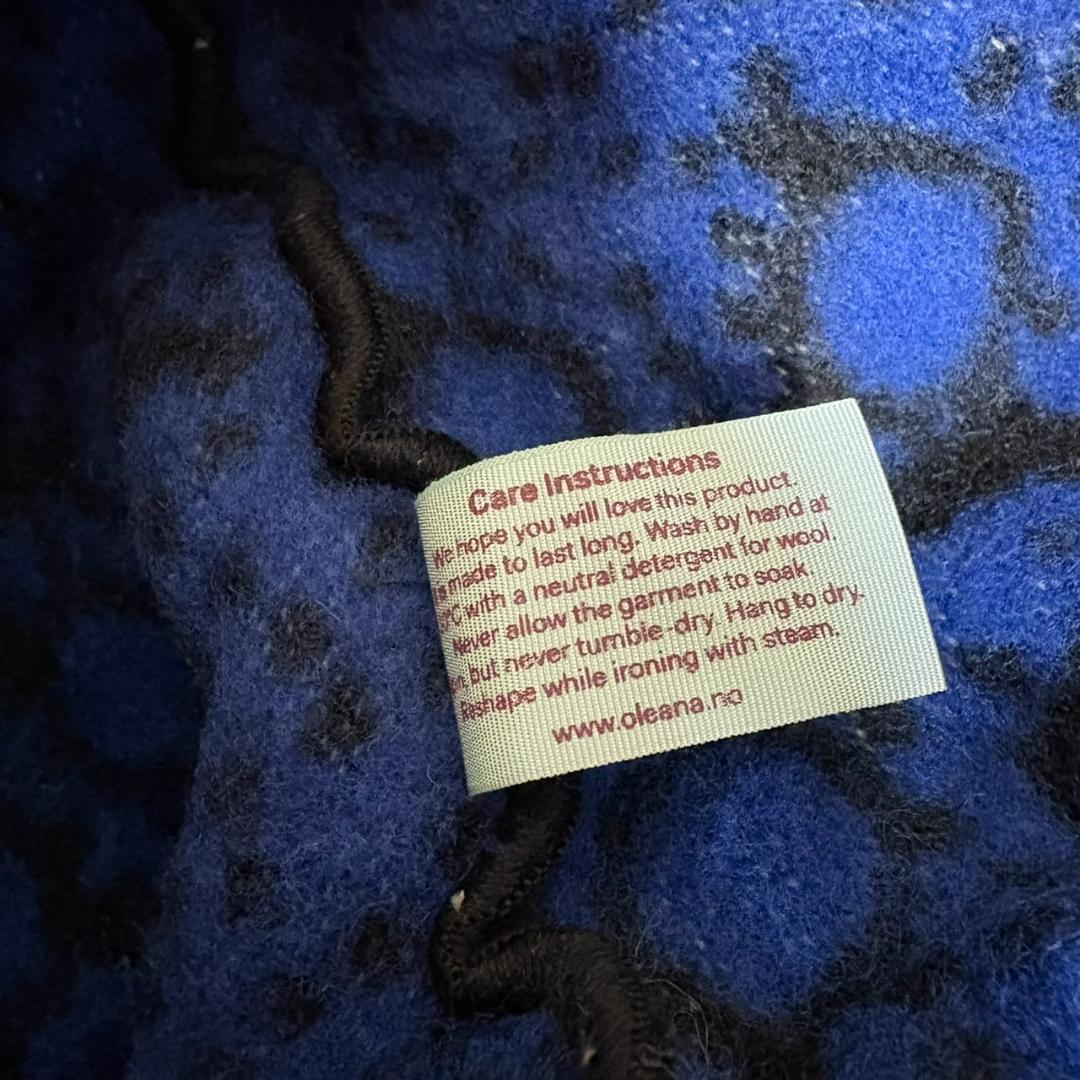 Care Instructions
We hope you will love this product.
made to last long. Wash by hand at
°C with a neutral detergent for wool.
Never allow the garment to soak.
but never tumble-dry. Hang to dry.
Reshape while ironing with steam.
www.oleana.no